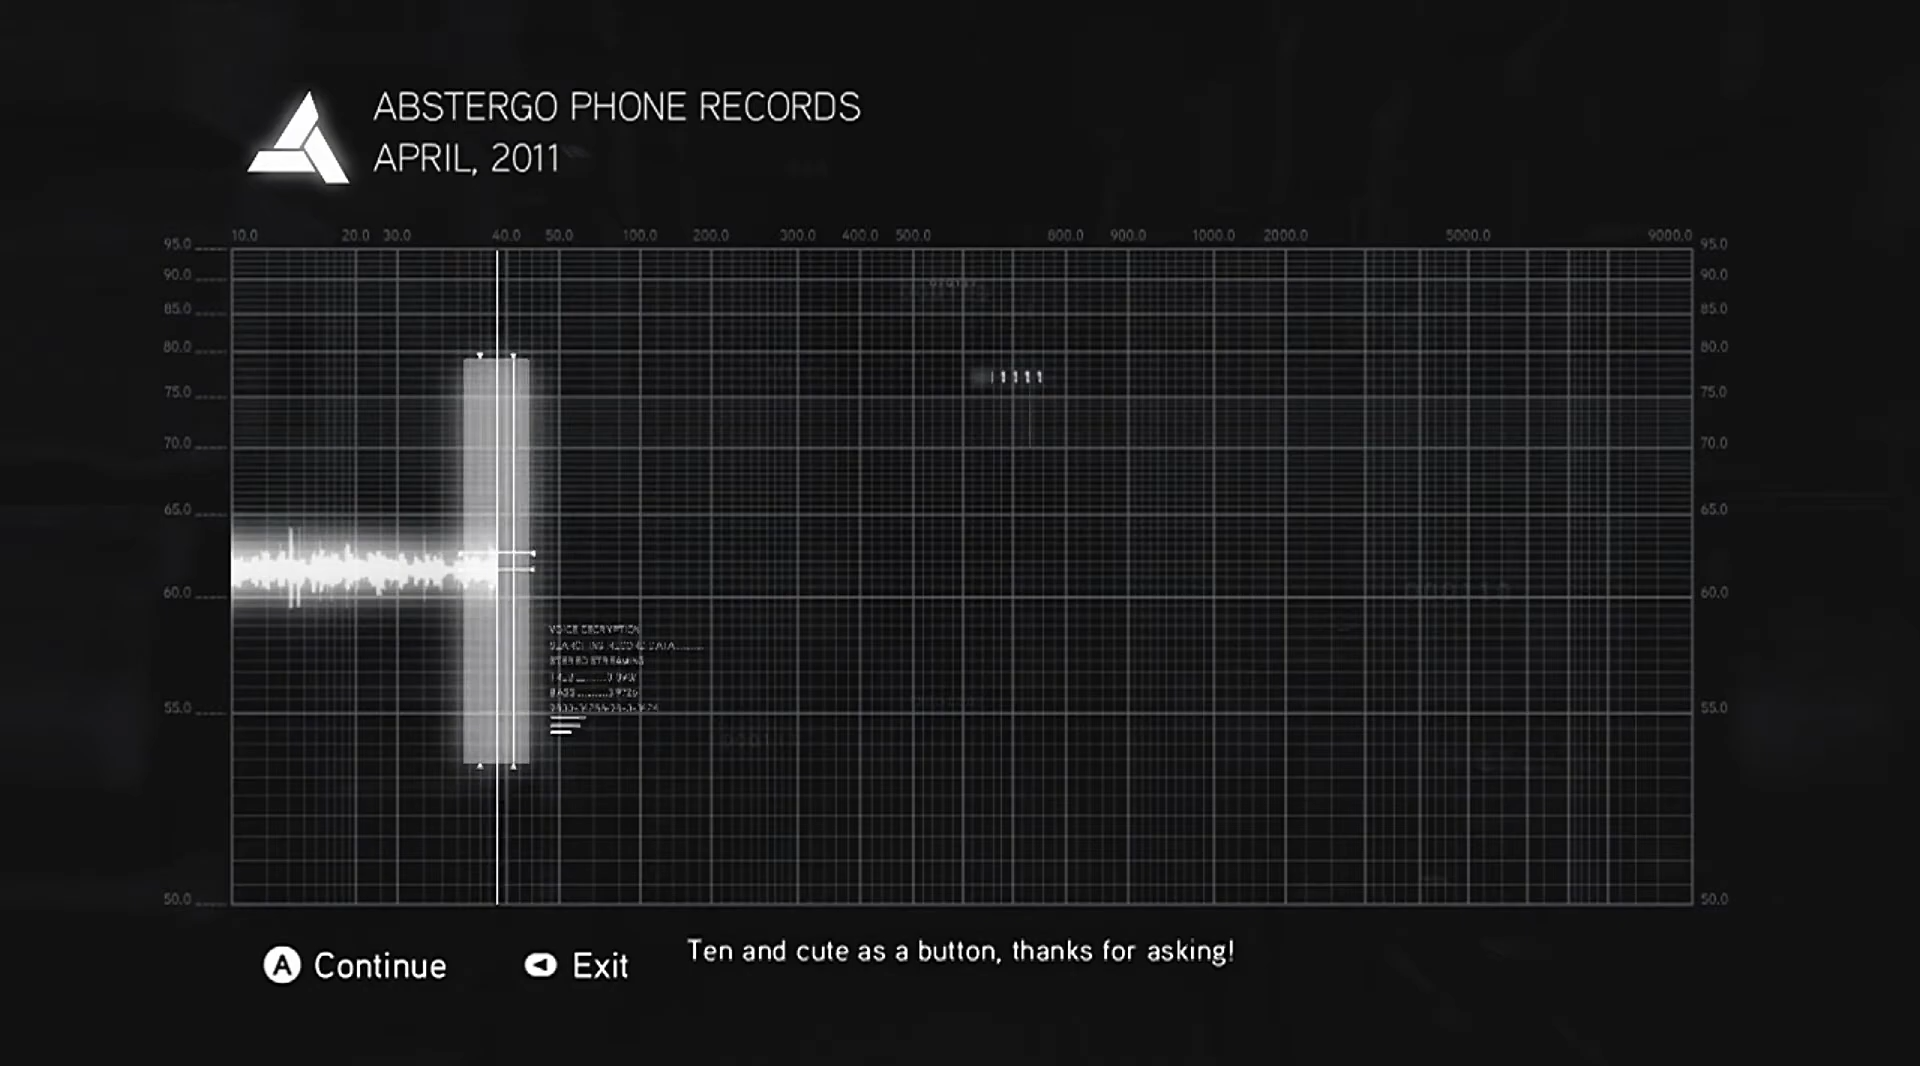 ABSTERGO PHONE RECORDS
APRIL, 2011
10.0 20.0 30.0 40.0 50.0 100.0 200.0 300.0 400.0 500.0 800.0 900.0 1000.0 2000.0 5000.0 9000.0
95.0 95.0
90.0 90.0
85.0 85.0
80.0 80.0
75.0 75.0
70.0 70.0
65.0 65.0
60.0 60.0
VOICE DECRYPTION
STEREO STREAMING
BASS
55.0 55.0
50.0 50.0
A Continue Exit Ten and cute as a button, thanks for asking!